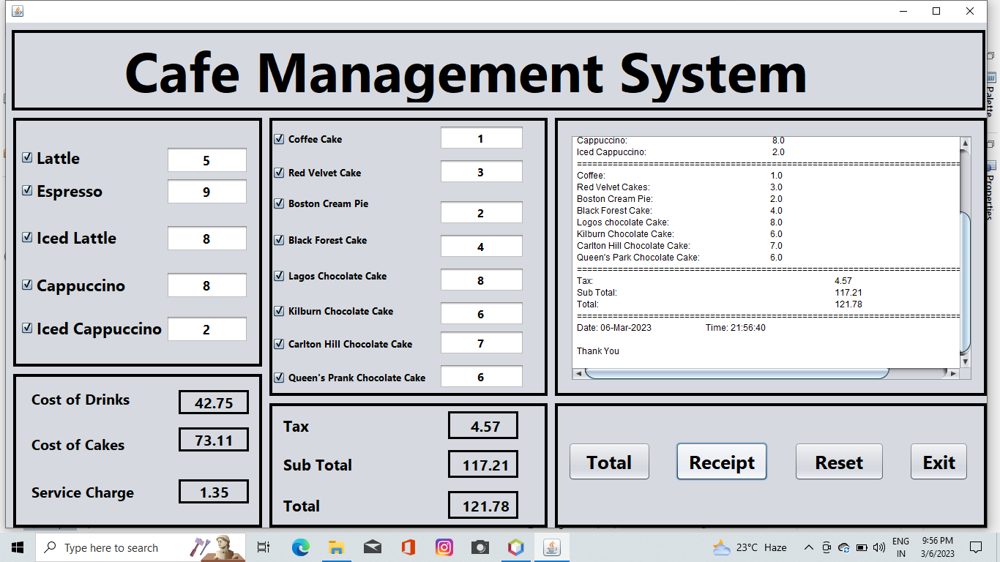 Cafe Management System
Palette
Properties
Lattle 5
Espresso 9
Iced Lattle 8
Cappuccino 8
Iced Cappuccino 2
Coffee Cake 1
Red Velvet Cake 3
Boston Cream Pie 2
Black Forest Cake 4
Lagos Chocolate Cake 8
Kilburn Chocolate Cake 6
Carlton Hill Chocolate Cake 7
Queen's Prank Chocolate Cake 6
Cappuccino: 8.0
Iced Cappuccino: 2.0
==========================================================================
Coffee: 1.0
Red Velvet Cakes: 3.0
Boston Cream Pie: 2.0
Black Forest Cake: 4.0
Logos chocolate Cake: 8.0
Kilburn Chocolate Cake: 6.0
Carlton Hill Chocolate Cake: 7.0
Queen's Park Chocolate Cake: 6.0
==========================================================================
Tax: 4.57
Sub Total: 117.21
Total: 121.78
==========================================================================
Date: 06-Mar-2023 Time: 21:56:40
Thank You
Cost of Drinks 42.75
Cost of Cakes 73.11
Service Charge 1.35
Tax 4.57
Sub Total 117.21
Total 121.78
Total Receipt Reset Exit
Type here to search
23°C Haze
ENG
IN
9:56 PM
3/6/2023